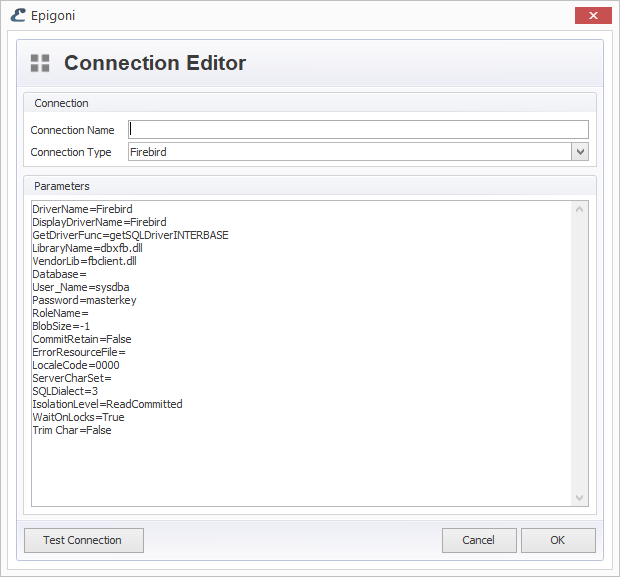 Epigoni
Connection Editor
Connection
Connection Name
Connection Type Firebird
Parameters
DriverName=Firebird
DisplayDriverName=Firebird
GetDriverFunc=getSQLDriverINTERBASE
LibraryName=dbxfb.dll
VendorLib=fbclient.dll
Database=
User_Name=sysdba
Password=masterkey
RoleName=
BlobSize=-1
CommitRetain=False
ErrorResourceFile=
LocaleCode=0000
ServerCharSet=
SQLDialect=3
IsolationLevel=ReadCommitted
WaitOnLocks=True
Trim Char=False
Test Connection Cancel OK